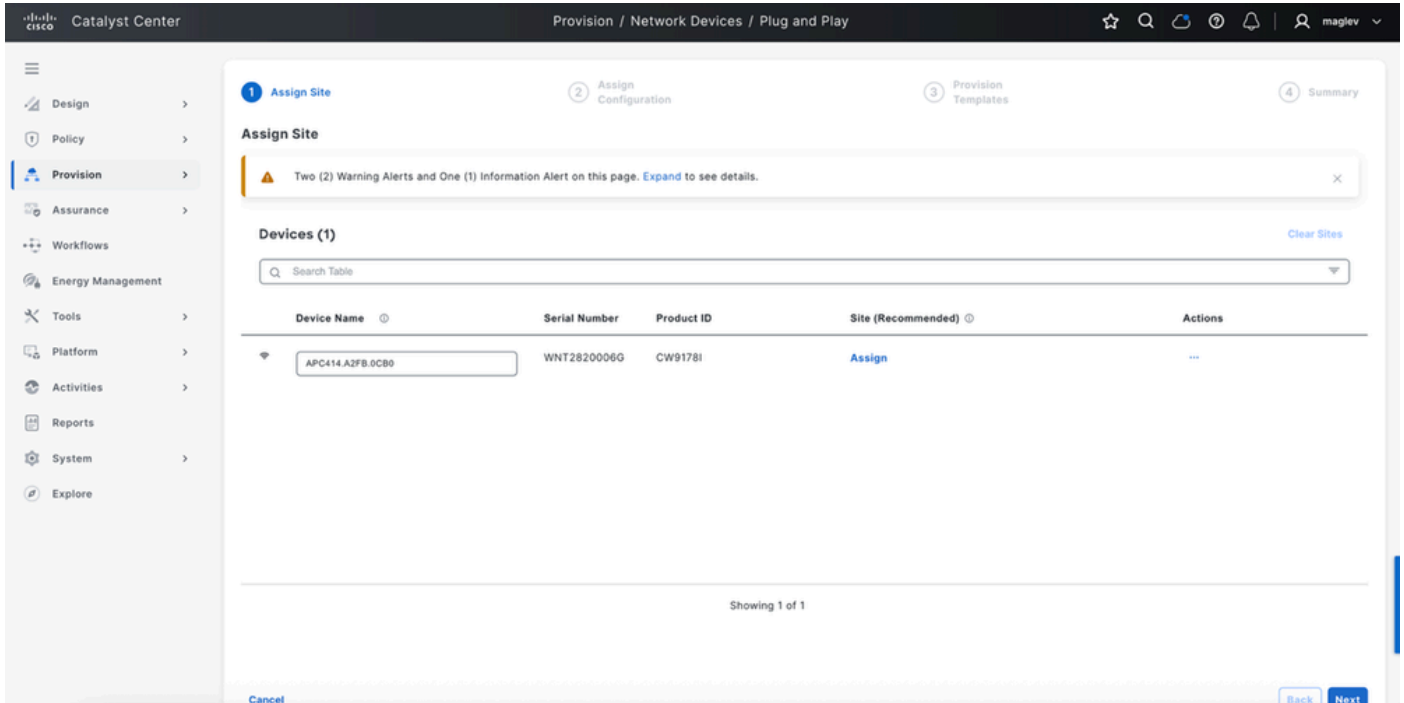 CISCO Catalyst Center
Provision / Network Devices / Plug and Play
maglev
Design
Policy
Provision
Assurance
Workflows
Energy Management
Tools
Platform
Activities
Reports
System
Explore
1 Assign Site
2 Assign
Configuration
3 Provision
Templates
4 Summary
Assign Site
Two (2) Warning Alerts and One (1) Information Alert on this page. Expand to see details.
Devices (1)
Clear Sites
Search Table
Device Name Serial Number Product ID Site (Recommended) Actions
APC414.A2FB.0CB0 WNT2820006G CW9178I Assign ...
Showing 1 of 1
Cancel
Back Next